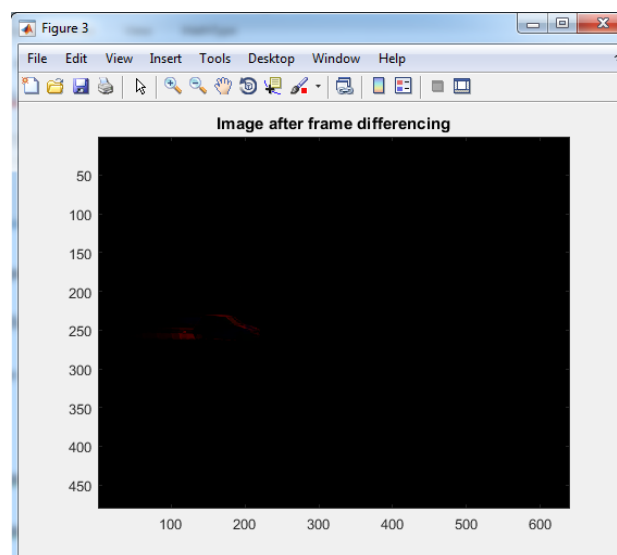 Figure 3
File Edit View Insert Tools Desktop Window Help
Image after frame differencing
50
100
150
200
250
300
350
400
450
100 200 300 400 500 600